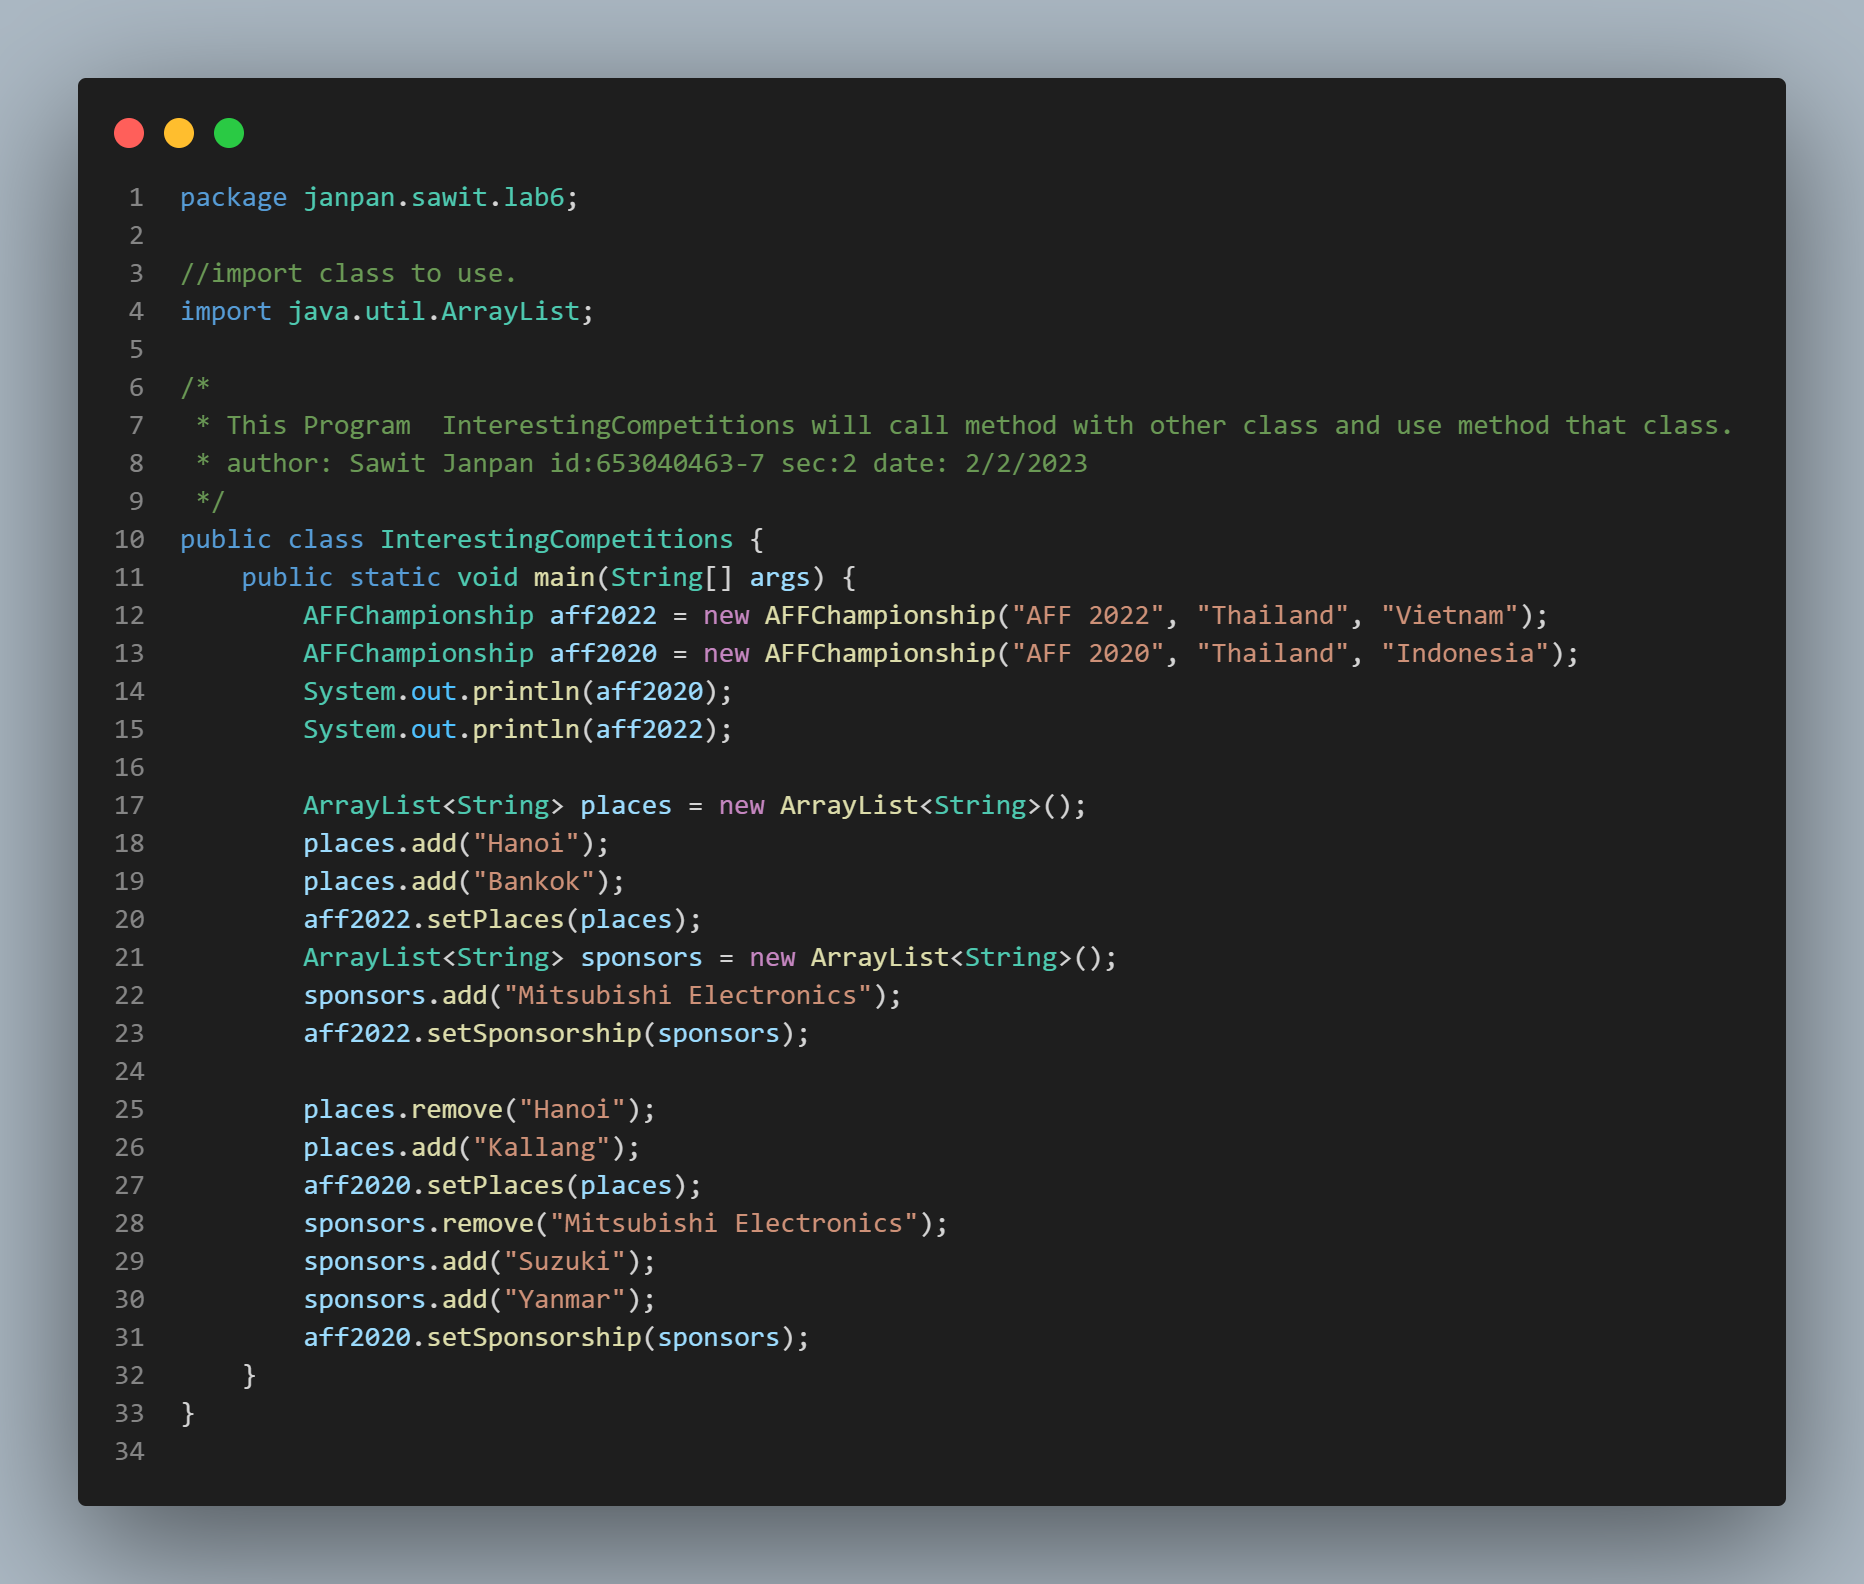 1 package janpan.sawit.lab6;
2
3 //import class to use.
4 import java.util.ArrayList;
5
6 /*
7  * This Program  InterestingCompetitions will call method with other class and use method that class.
8  * author: Sawit Janpan id:653040463-7 sec:2 date: 2/2/2023
9  */
10 public class InterestingCompetitions {
11     public static void main(String[] args) {
12         AFFChampionship aff2022 = new AFFChampionship("AFF 2022", "Thailand", "Vietnam");
13         AFFChampionship aff2020 = new AFFChampionship("AFF 2020", "Thailand", "Indonesia");
14         System.out.println(aff2020);
15         System.out.println(aff2022);
16
17         ArrayList<String> places = new ArrayList<String>();
18         places.add("Hanoi");
19         places.add("Bankok");
20         aff2022.setPlaces(places);
21         ArrayList<String> sponsors = new ArrayList<String>();
22         sponsors.add("Mitsubishi Electronics");
23         aff2022.setSponsorship(sponsors);
24
25         places.remove("Hanoi");
26         places.add("Kallang");
27         aff2020.setPlaces(places);
28         sponsors.remove("Mitsubishi Electronics");
29         sponsors.add("Suzuki");
30         sponsors.add("Yanmar");
31         aff2020.setSponsorship(sponsors);
32     }
33 }
34